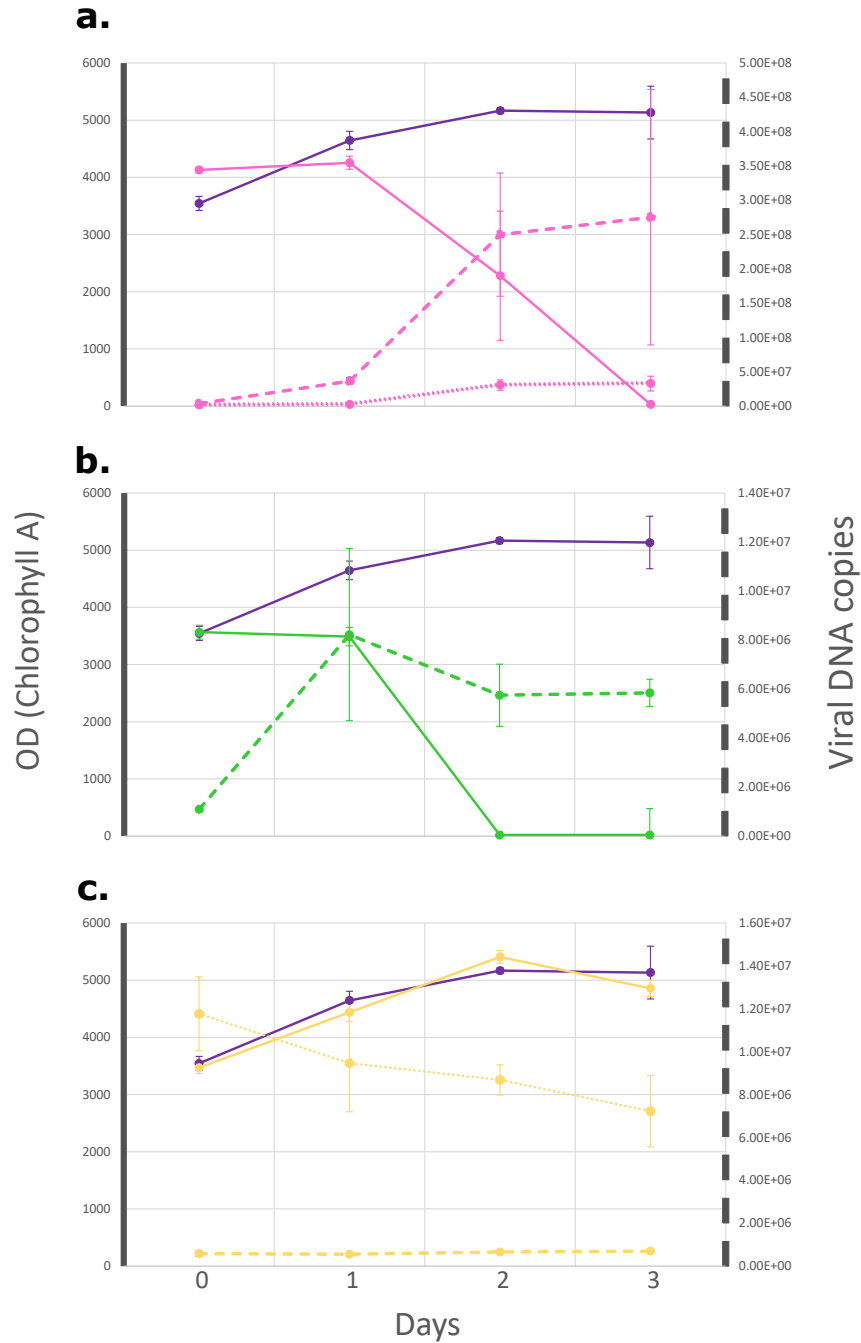 a.
6000
5000
4000
3000
2000
1000
0
5.00E+08
4.50E+08
4.00E+08
3.50E+08
3.00E+08
2.50E+08
2.00E+08
1.50E+08
1.00E+08
5.00E+07
0.00E+00
b.
OD (Chlorophyll A)
6000
5000
4000
3000
2000
1000
0
1.40E+07
1.20E+07
1.00E+07
8.00E+06
6.00E+06
4.00E+06
2.00E+06
0.00E+00
Viral DNA copies
c.
6000
5000
4000
3000
2000
1000
0
1.60E+07
1.40E+07
1.20E+07
1.00E+07
8.00E+06
6.00E+06
4.00E+06
2.00E+06
0.00E+00
0 1 2 3
Days